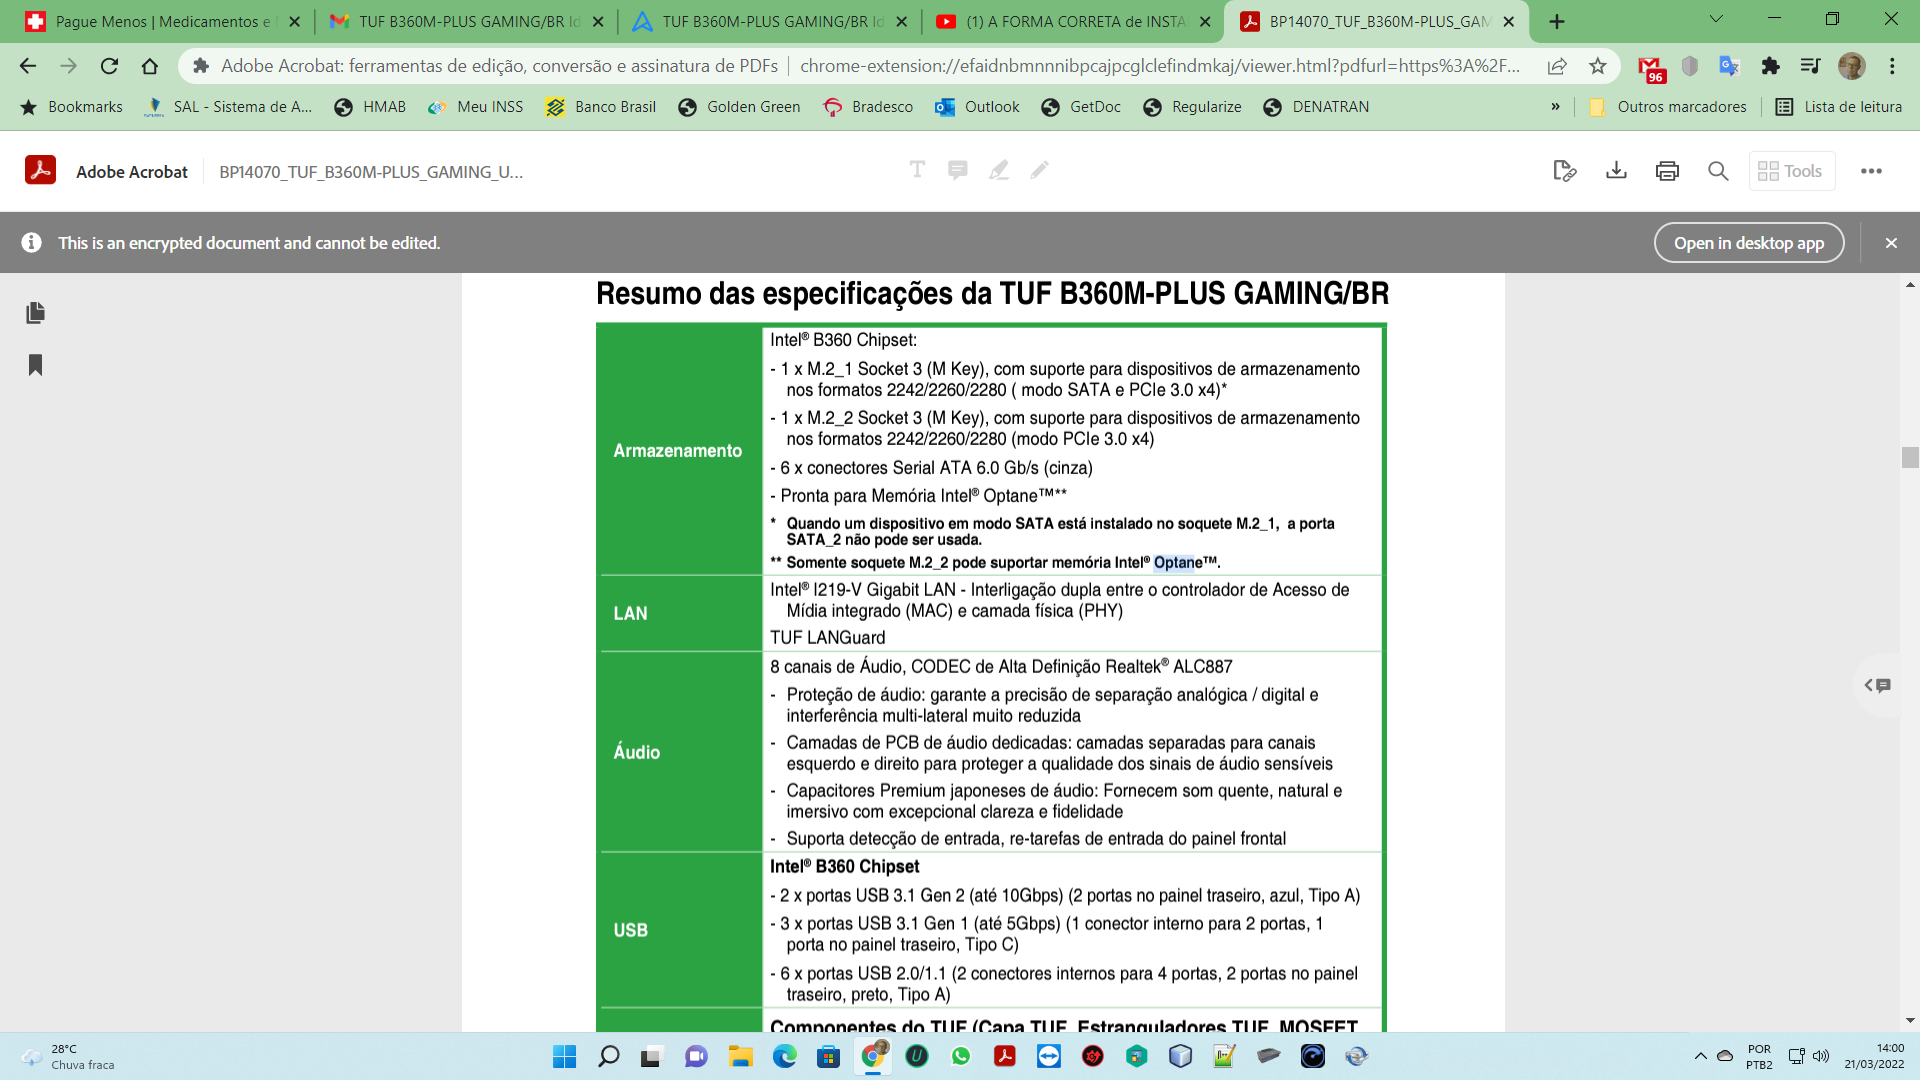 Pague Menos | Medicamentos e
TUF B360M-PLUS GAMING/BR Id
TUF B360M-PLUS GAMING/BR Id
(1) A FORMA CORRETA de INSTA
BP14070_TUF_B360M-PLUS_GAM
Adobe Acrobat: ferramentas de edição, conversão e assinatura de PDFs
chrome-extension://efaidnbmnnnibpcajpcglclefindmkaj/viewer.html?pdfurl=https%3A%2F...
96
Bookmarks
SAL - Sistema de A...
HMAB
Meu INSS
Banco Brasil
Golden Green
Bradesco
Outlook
GetDoc
Regularize
DENATRAN
»
Outros marcadores
Lista de leitura
Adobe Acrobat
BP14070_TUF_B360M-PLUS_GAMING_U...
Tools
This is an encrypted document and cannot be edited.
Open in desktop app
Resumo das especificações da TUF B360M-PLUS GAMING/BR
Armazenamento
Intel® B360 Chipset:
- 1 x M.2_1 Socket 3 (M Key), com suporte para dispositivos de armazenamento
nos formatos 2242/2260/2280 ( modo SATA e PCIe 3.0 x4)*
- 1 x M.2_2 Socket 3 (M Key), com suporte para dispositivos de armazenamento
nos formatos 2242/2260/2280 (modo PCIe 3.0 x4)
- 6 x conectores Serial ATA 6.0 Gb/s (cinza)
- Pronta para Memória Intel® Optane™**
* Quando um dispositivo em modo SATA está instalado no soquete M.2_1, a porta
SATA_2 não pode ser usada.
** Somente soquete M.2_2 pode suportar memória Intel® Optane™.
LAN
Intel® I219-V Gigabit LAN - Interligação dupla entre o controlador de Acesso de
Mídia integrado (MAC) e camada física (PHY)
TUF LANGuard
Áudio
8 canais de Áudio, CODEC de Alta Definição Realtek® ALC887
- Proteção de áudio: garante a precisão de separação analógica / digital e
interferência multi-lateral muito reduzida
- Camadas de PCB de áudio dedicadas: camadas separadas para canais
esquerdo e direito para proteger a qualidade dos sinais de áudio sensíveis
- Capacitores Premium japoneses de áudio: Fornecem som quente, natural e
imersivo com excepcional clareza e fidelidade
- Suporta detecção de entrada, re-tarefas de entrada do painel frontal
USB
Intel® B360 Chipset
- 2 x portas USB 3.1 Gen 2 (até 10Gbps) (2 portas no painel traseiro, azul, Tipo A)
- 3 x portas USB 3.1 Gen 1 (até 5Gbps) (1 conector interno para 2 portas, 1
porta no painel traseiro, Tipo C)
- 6 x portas USB 2.0/1.1 (2 conectores internos para 4 portas, 2 portas no painel
traseiro, preto, Tipo A)
Componentes do TUF (Capa TUF, Estranguladores TUF, MOSFET
28°C
Chuva fraca
POR
PTB2
14:00
21/03/2022